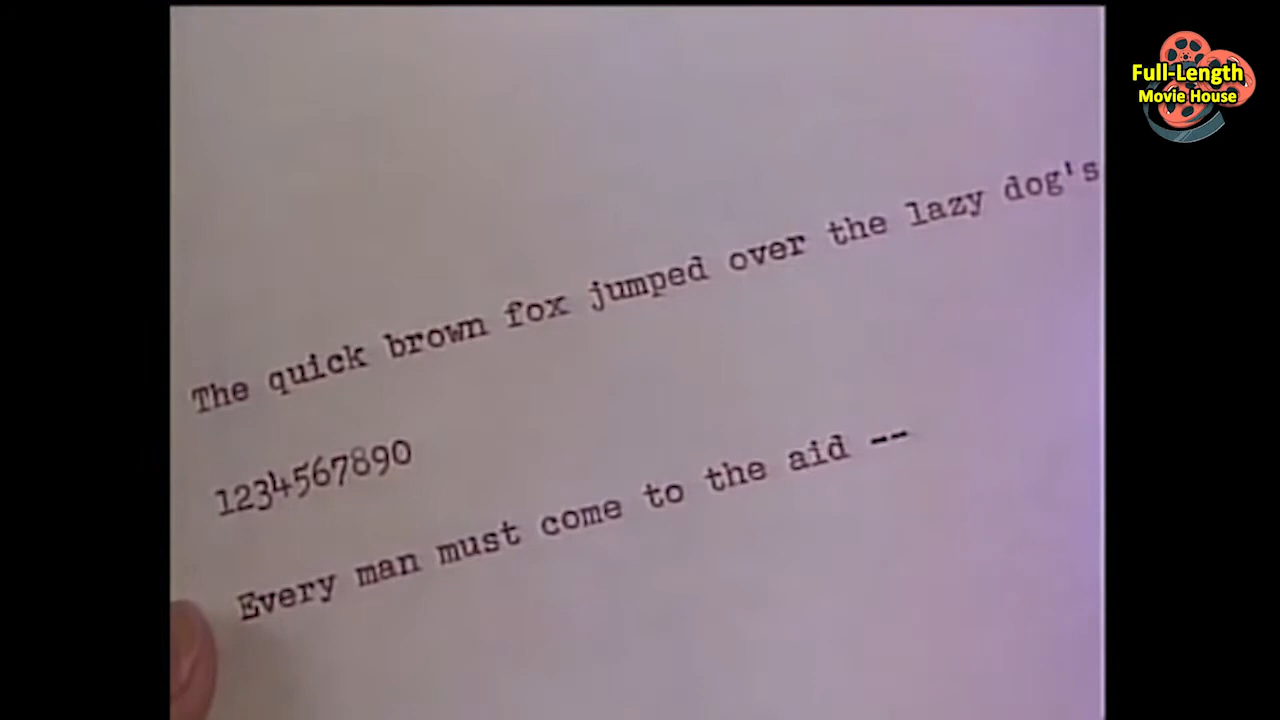 Full-Length
Movie House
The quick brown fox jumped over the lazy dog's
1234567890
Every man must come to the aid --